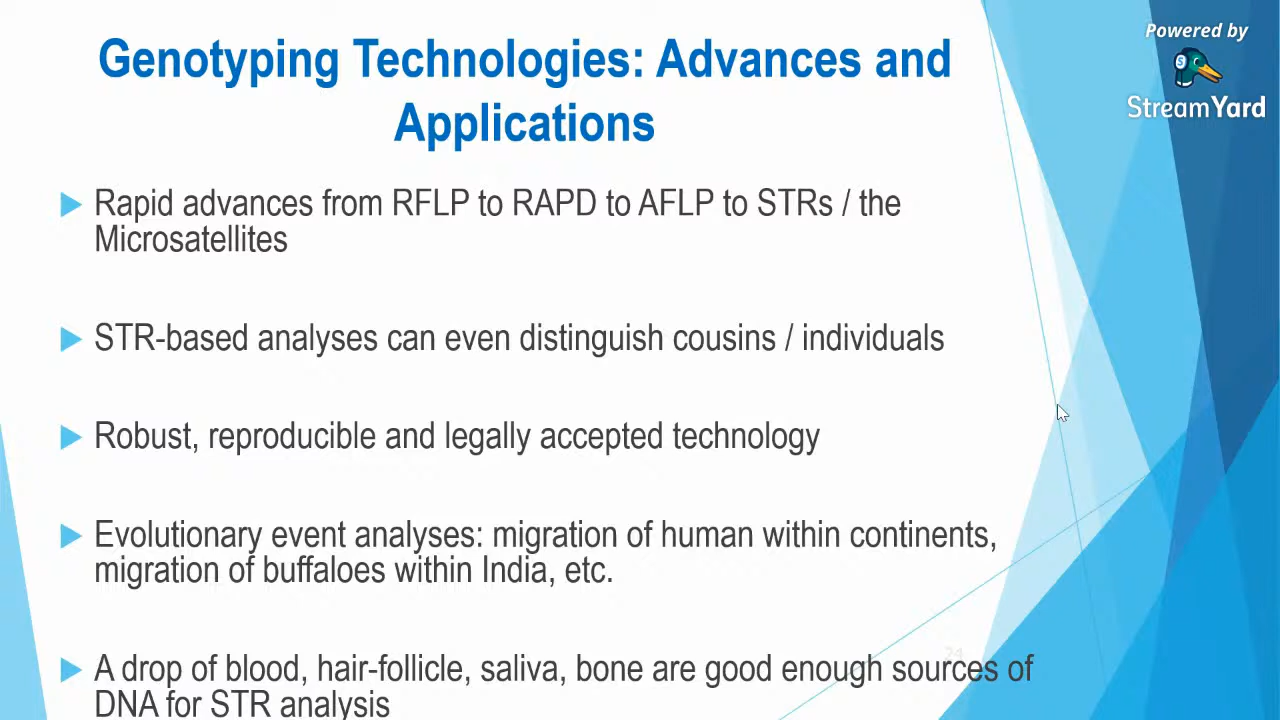 Genotyping Technologies: Advances and
Applications
Powered by
StreamYard
Rapid advances from RFLP to RAPD to AFLP to STRs / the
Microsatellites
STR-based analyses can even distinguish cousins / individuals
Robust, reproducible and legally accepted technology
Evolutionary event analyses: migration of human within continents,
migration of buffaloes within India, etc.
24
A drop of blood, hair-follicle, saliva, bone are good enough sources of
DNA for STR analysis